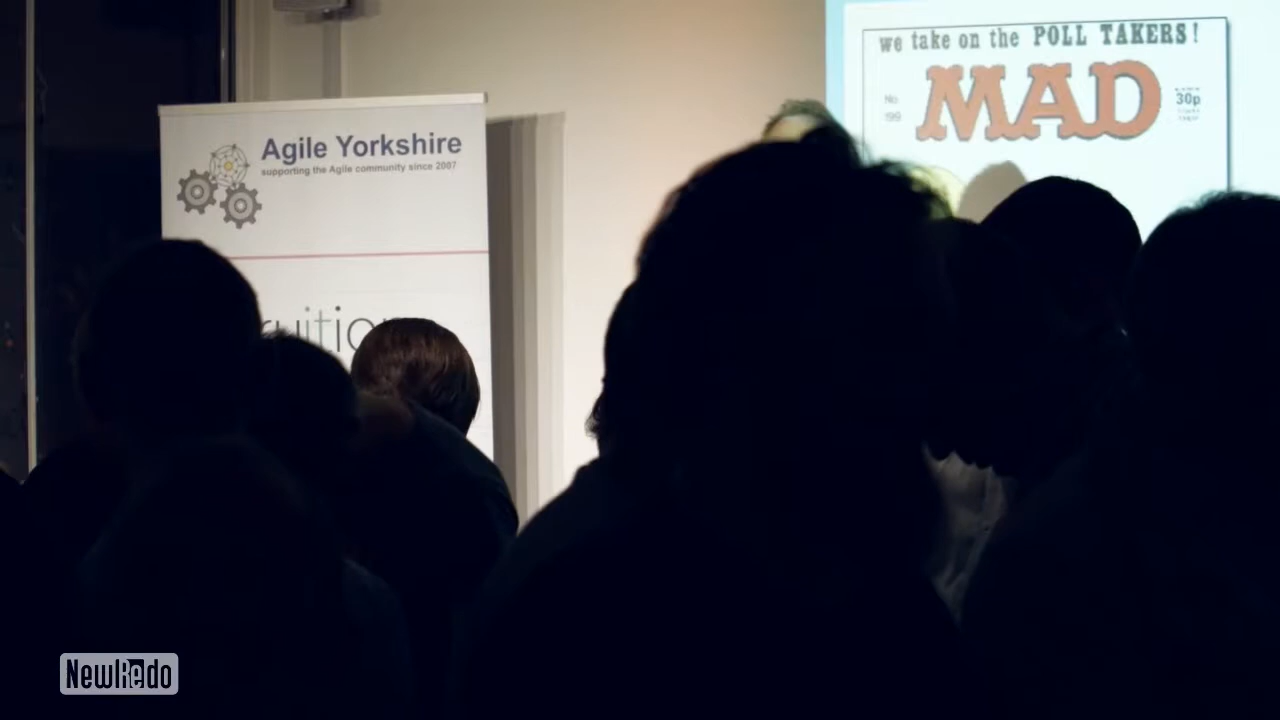 Agile Yorkshire
supporting the Agile community since 2007
we take on the POLL TAKERS!
MAD
No
199
30p
NewRedo